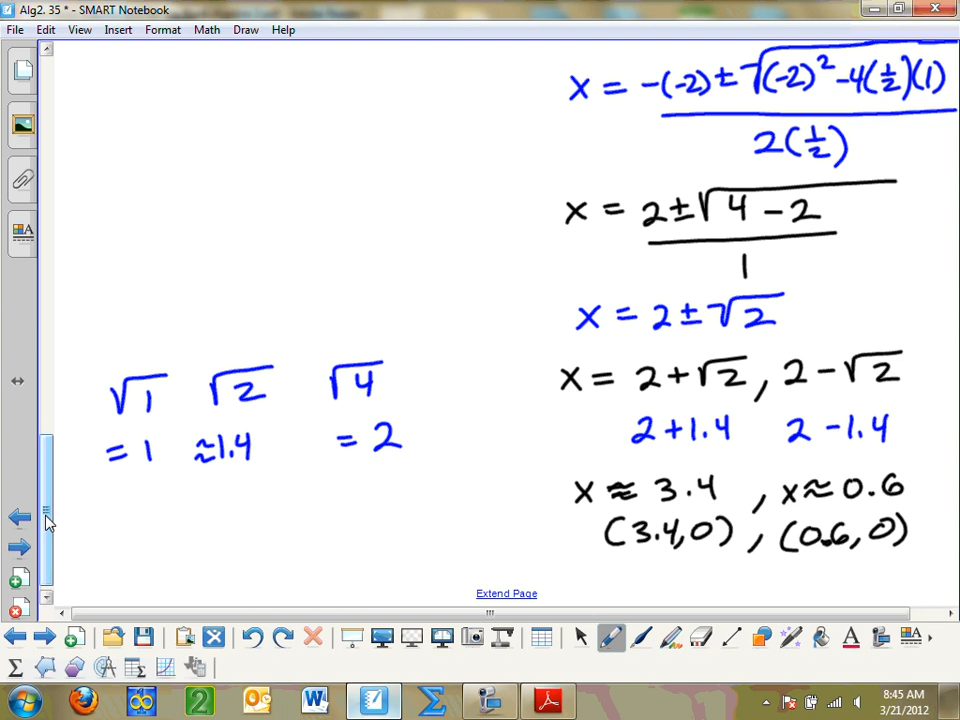 Alg2. 35 * - SMART Notebook
File Edit View Insert Format Math Draw Help
x = -(-2) ± √(-2)² -4(½)(1)
2(½)
x = 2 ± √4 - 2
1
x = 2 ± √2
x = 2 + √2 , 2 - √2
2 + 1.4 2 - 1.4
x ≈ 3.4 , x ≈ 0.6
(3.4,0) , (0.6,0)
√1 √2 √4
= 1 ≈1.4 = 2
Extend Page
8:45 AM
3/21/2012